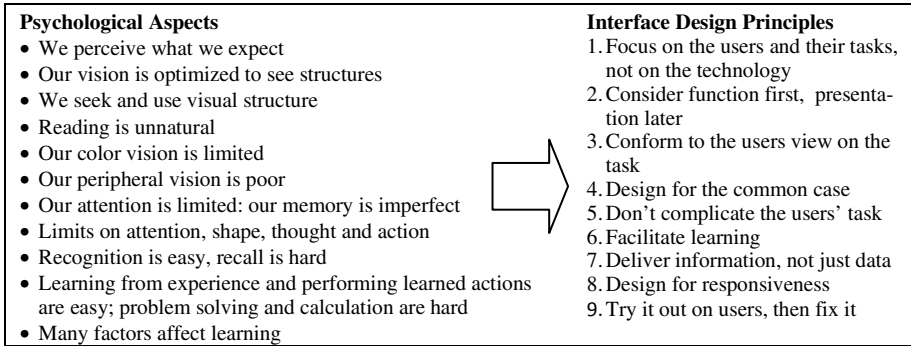 Psychological Aspects
• We perceive what we expect
• Our vision is optimized to see structures
• We seek and use visual structure
• Reading is unnatural
• Our color vision is limited
• Our peripheral vision is poor
• Our attention is limited: our memory is imperfect
• Limits on attention, shape, thought and action
• Recognition is easy, recall is hard
• Learning from experience and performing learned actions
are easy; problem solving and calculation are hard
• Many factors affect learning
Interface Design Principles
1. Focus on the users and their tasks,
not on the technology
2. Consider function first, presenta-
tion later
3. Conform to the users view on the
task
4. Design for the common case
5. Don't complicate the users' task
6. Facilitate learning
7. Deliver information, not just data
8. Design for responsiveness
9. Try it out on users, then fix it